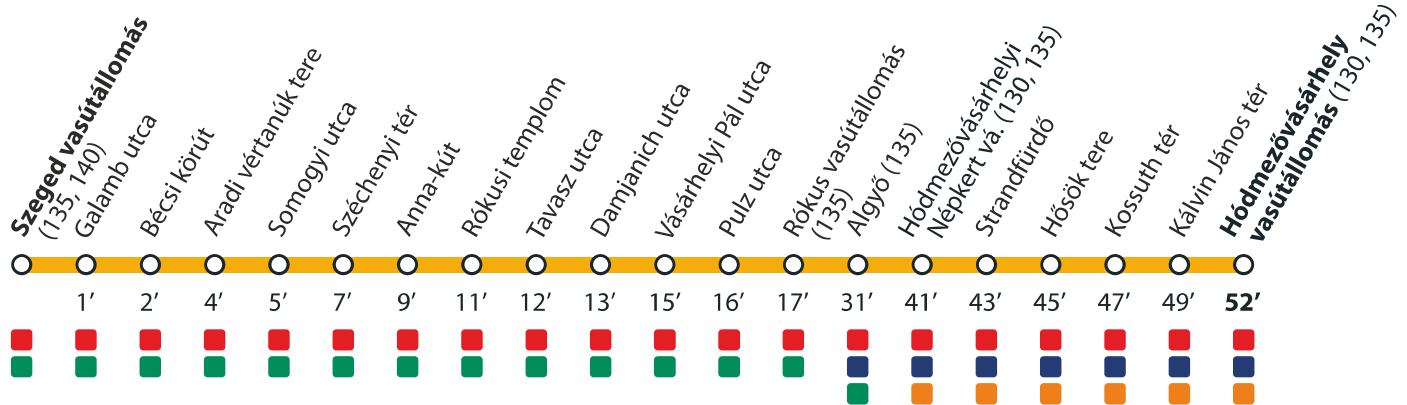 Szeged vasútállomás
(135, 140)
Galamb utca
Bécsi körút
Aradi vértanúk tere
Somogyi utca
Széchenyi tér
Anna-kút
Rókusi templom
Tavasz utca
Damjanich utca
Vásárhelyi Pál utca
Pulz utca
Rókus vasútállomás
(135)
Algyő (135)
Hódmezővásárhelyi
Népkert vá. (130, 135)
Strandfürdő
Hősök tere
Kossuth tér
Kálvin János tér
Hódmezővásárhely
vasútállomás (130, 135)
1’ 2’ 4’ 5’ 7’ 9’ 11’ 12’ 13’ 15’ 16’ 17’ 31’ 41’ 43’ 45’ 47’ 49’ 52’